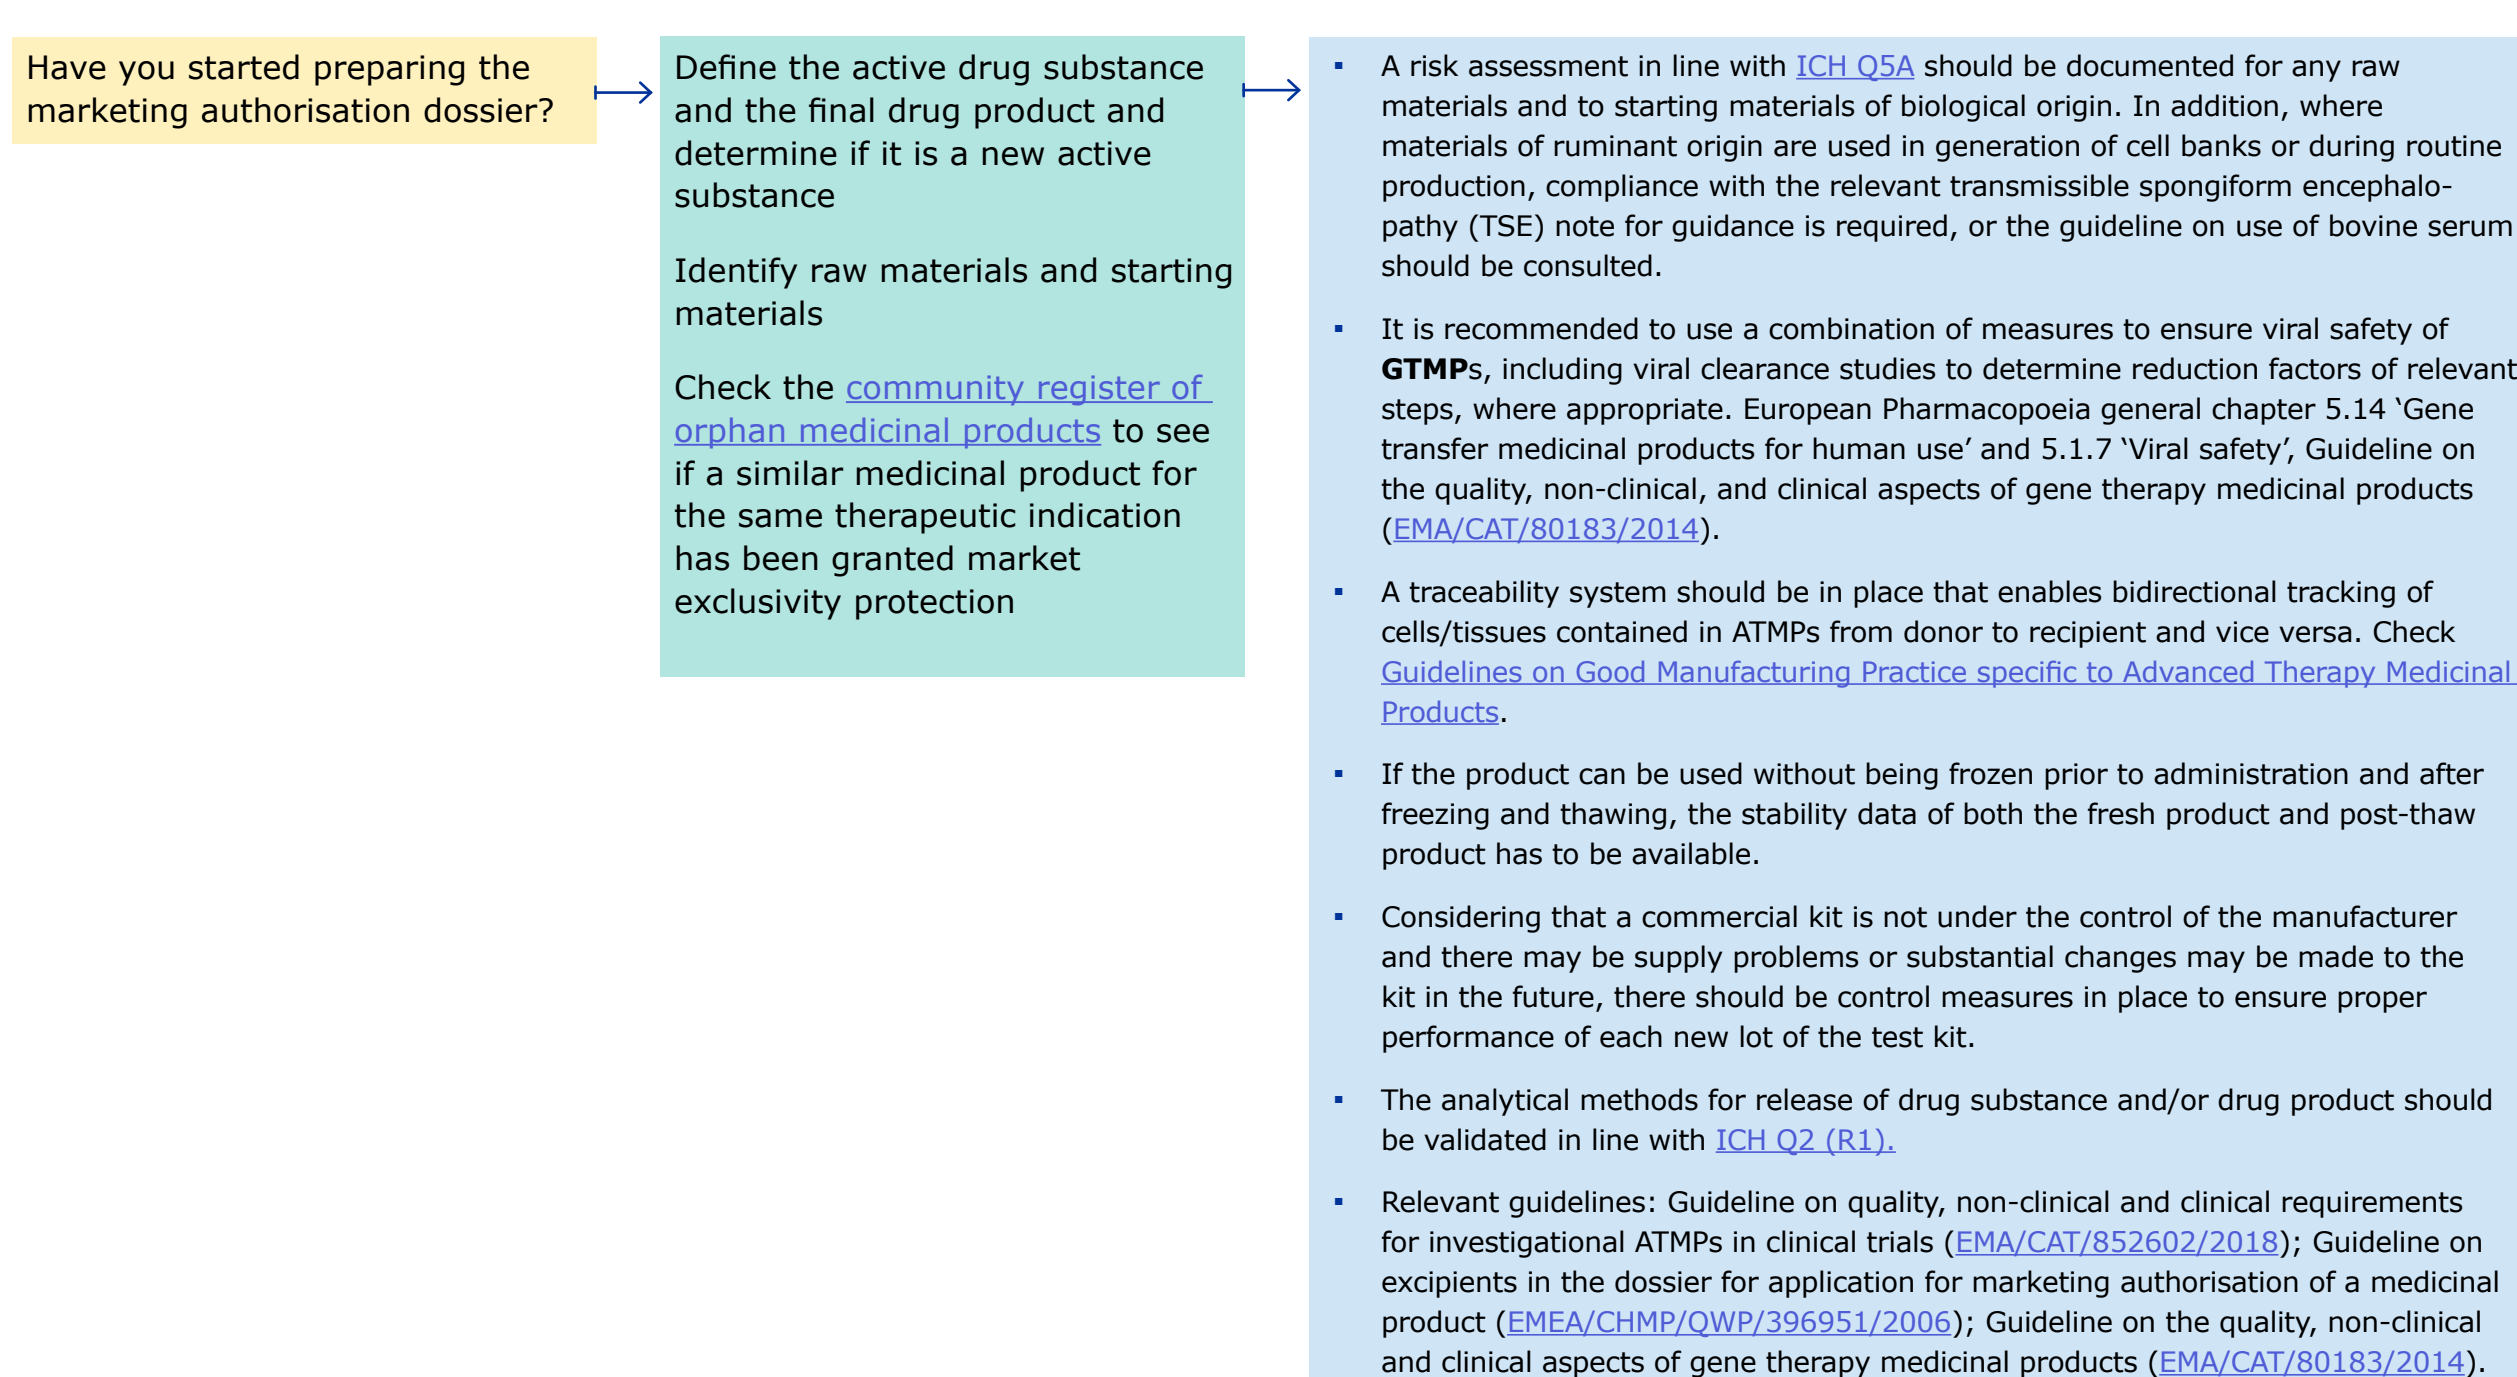 Have you started preparing the
marketing authorisation dossier?
Define the active drug substance
and the final drug product and
determine if it is a new active
substance
Identify raw materials and starting
materials
Check the community register of
orphan medicinal products to see
if a similar medicinal product for
the same therapeutic indication
has been granted market
exclusivity protection
▪ A risk assessment in line with ICH Q5A should be documented for any raw
materials and to starting materials of biological origin. In addition, where
materials of ruminant origin are used in generation of cell banks or during routine
production, compliance with the relevant transmissible spongiform encephalo-
pathy (TSE) note for guidance is required, or the guideline on use of bovine serum
should be consulted.
▪ It is recommended to use a combination of measures to ensure viral safety of
GTMPs, including viral clearance studies to determine reduction factors of relevant
steps, where appropriate. European Pharmacopoeia general chapter 5.14 ‘Gene
transfer medicinal products for human use’ and 5.1.7 ‘Viral safety’, Guideline on
the quality, non-clinical, and clinical aspects of gene therapy medicinal products
(EMA/CAT/80183/2014).
▪ A traceability system should be in place that enables bidirectional tracking of
cells/tissues contained in ATMPs from donor to recipient and vice versa. Check
Guidelines on Good Manufacturing Practice specific to Advanced Therapy Medicinal
Products.
▪ If the product can be used without being frozen prior to administration and after
freezing and thawing, the stability data of both the fresh product and post-thaw
product has to be available.
▪ Considering that a commercial kit is not under the control of the manufacturer
and there may be supply problems or substantial changes may be made to the
kit in the future, there should be control measures in place to ensure proper
performance of each new lot of the test kit.
▪ The analytical methods for release of drug substance and/or drug product should
be validated in line with ICH Q2 (R1).
▪ Relevant guidelines: Guideline on quality, non-clinical and clinical requirements
for investigational ATMPs in clinical trials (EMA/CAT/852602/2018); Guideline on
excipients in the dossier for application for marketing authorisation of a medicinal
product (EMEA/CHMP/QWP/396951/2006); Guideline on the quality, non-clinical
and clinical aspects of gene therapy medicinal products (EMA/CAT/80183/2014).